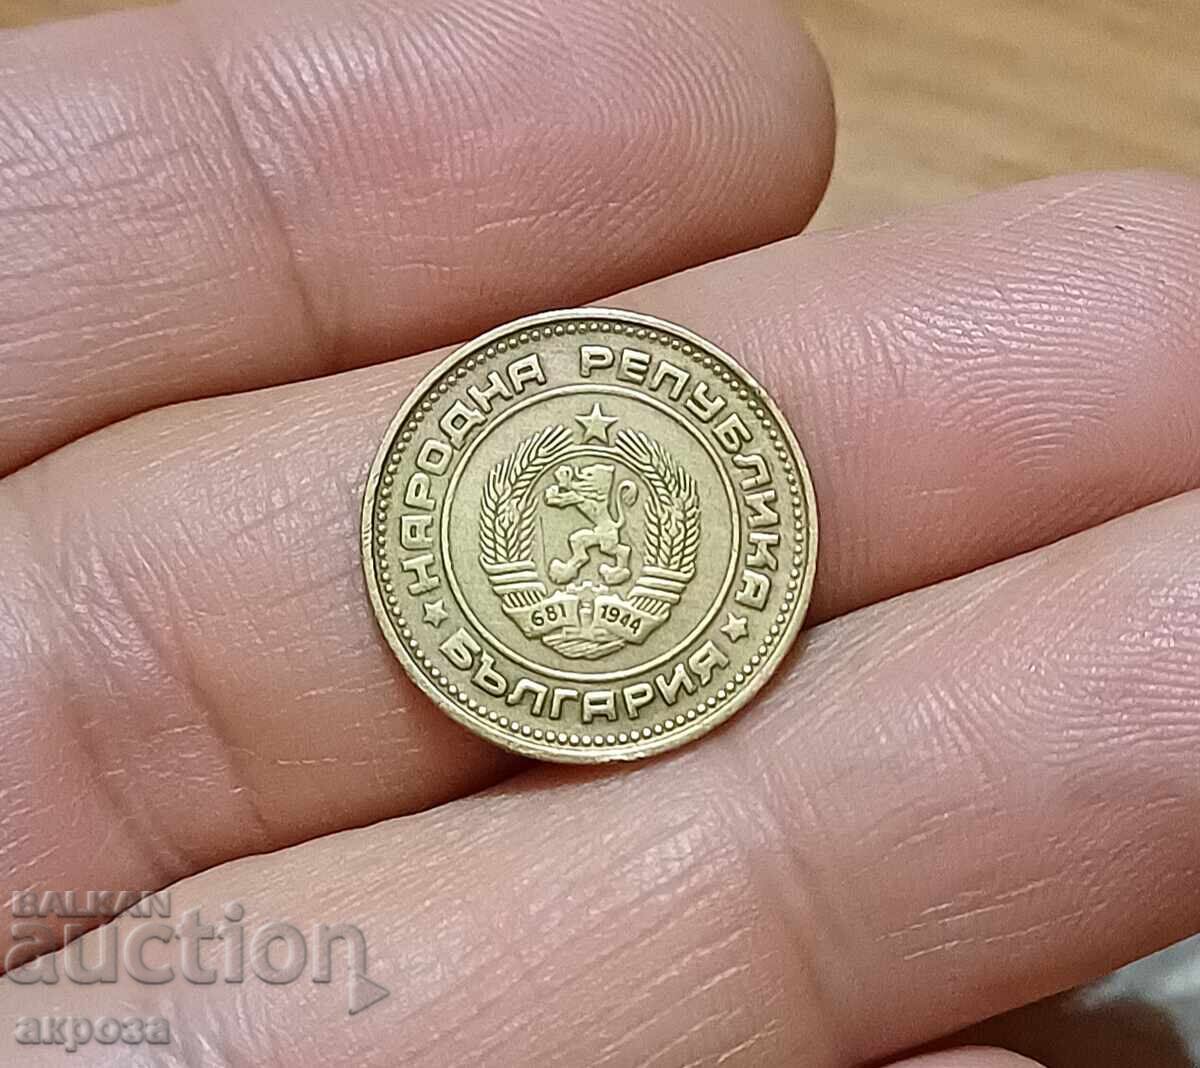 НАРОДНА РЕПУБЛИКА
★ БЪЛГАРИЯ ★
681 1944
BALKAN
auction
акроза